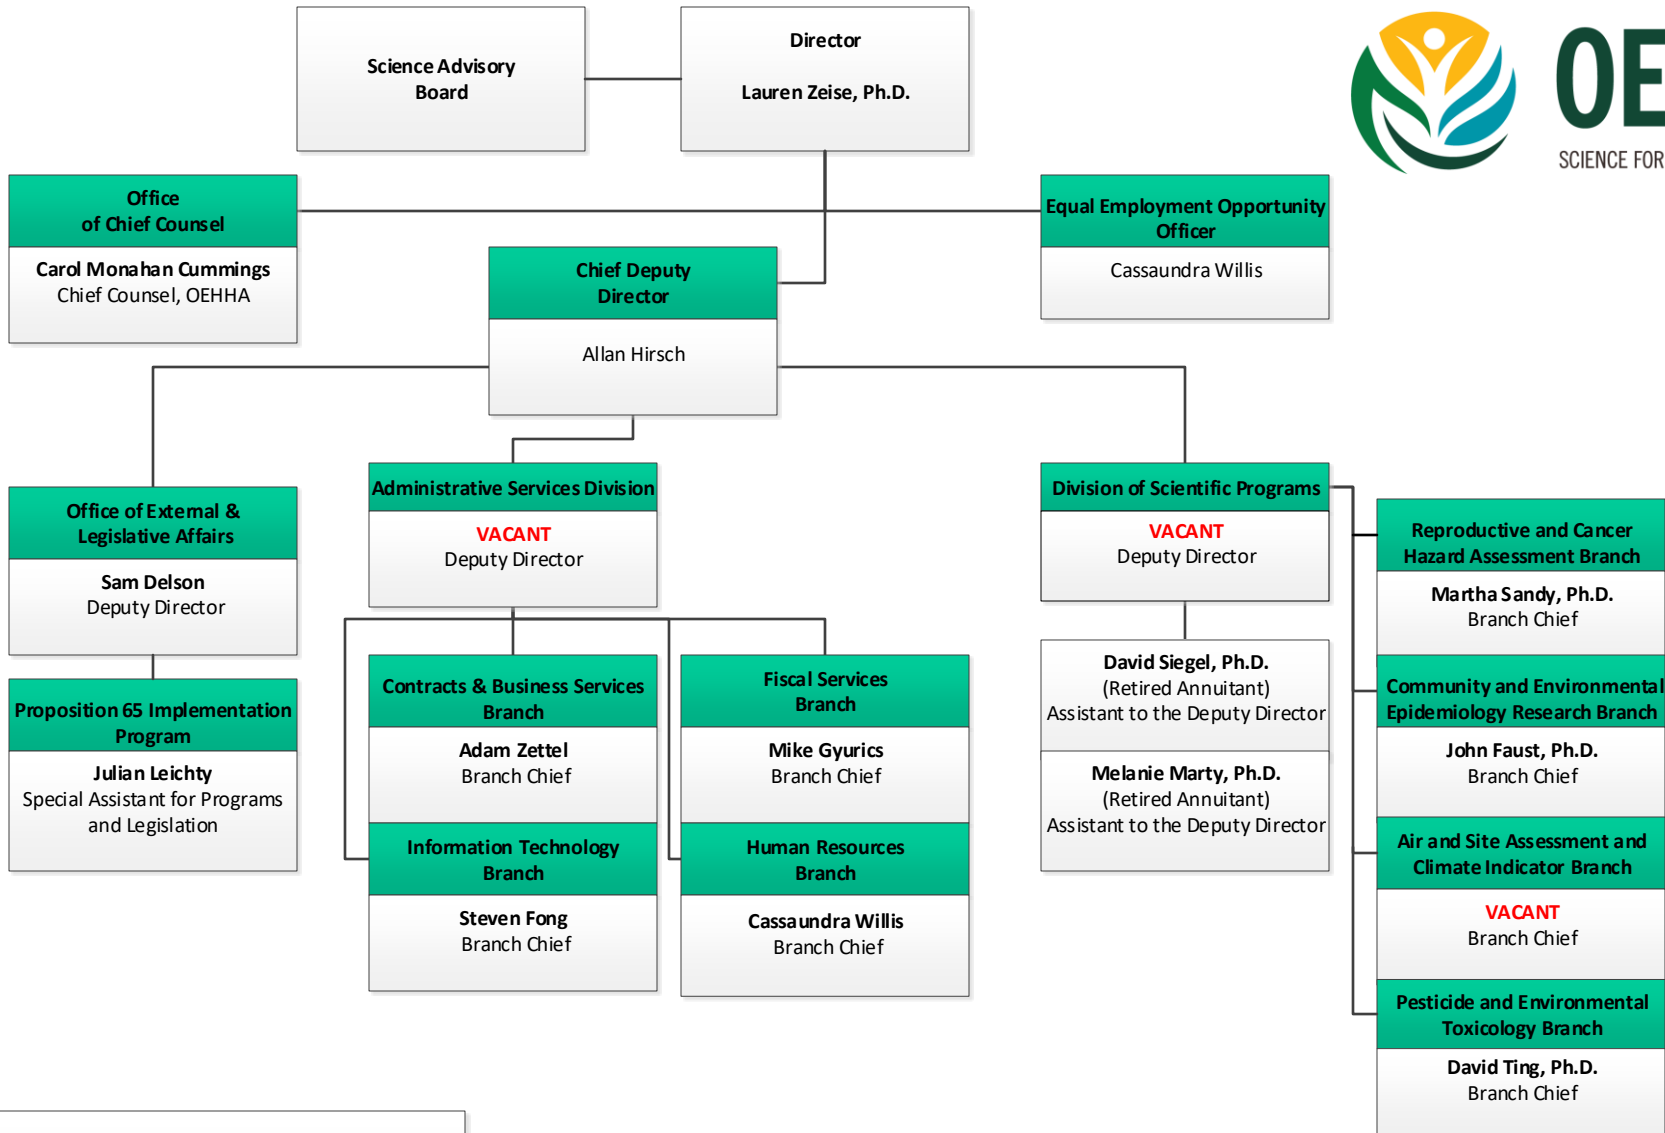 Science Advisory
Board
Director
Lauren Zeise, Ph.D.
OE
SCIENCE FOR
Office
of Chief Counsel
Carol Monahan Cummings
Chief Counsel, OEHHA
Equal Employment Opportunity
Officer
Cassaundra Willis
Chief Deputy
Director
Allan Hirsch
Office of External &
Legislative Affairs
Sam Delson
Deputy Director
Proposition 65 Implementation
Program
Julian Leichty
Special Assistant for Programs
and Legislation
Administrative Services Division
VACANT
Deputy Director
Contracts & Business Services
Branch
Adam Zettel
Branch Chief
Information Technology
Branch
Steven Fong
Branch Chief
Fiscal Services
Branch
Mike Gyurics
Branch Chief
Human Resources
Branch
Cassaundra Willis
Branch Chief
Division of Scientific Programs
VACANT
Deputy Director
David Siegel, Ph.D.
(Retired Annuitant)
Assistant to the Deputy Director
Melanie Marty, Ph.D.
(Retired Annuitant)
Assistant to the Deputy Director
Reproductive and Cancer
Hazard Assessment Branch
Martha Sandy, Ph.D.
Branch Chief
Community and Environmental
Epidemiology Research Branch
John Faust, Ph.D.
Branch Chief
Air and Site Assessment and
Climate Indicator Branch
VACANT
Branch Chief
Pesticide and Environmental
Toxicology Branch
David Ting, Ph.D.
Branch Chief